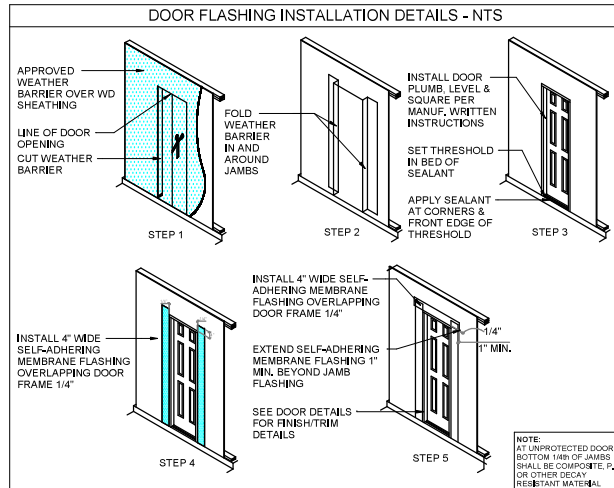 DOOR FLASHING INSTALLATION DETAILS - NTS
APPROVED
WEATHER
BARRIER OVER WD
SHEATHING
LINE OF DOOR
OPENING
CUT WEATHER
BARRIER
STEP 1
FOLD
WEATHER
BARRIER
IN AND
AROUND
JAMBS
STEP 2
INSTALL DOOR
PLUMB, LEVEL &
SQUARE PER
MANUF. WRITTEN
INSTRUCTIONS
SET THRESHOLD
IN BED OF
SEALANT
APPLY SEALANT
AT CORNERS &
FRONT EDGE OF
THRESHOLD
STEP 3
INSTALL 4" WIDE
SELF-ADHERING
MEMBRANE FLASHING
OVERLAPPING DOOR
FRAME 1/4"
STEP 4
INSTALL 4" WIDE SELF-
ADHERING MEMBRANE
FLASHING OVERLAPPING
DOOR FRAME 1/4"
EXTEND SELF-ADHERING
MEMBRANE FLASHING 1"
MIN. BEYOND JAMB
FLASHING
SEE DOOR DETAILS
FOR FINISH/TRIM
DETAILS
1/4"
1" MIN.
STEP 5
NOTE:
AT UNPROTECTED DOOR
BOTTOM 1/4th OF JAMBS
SHALL BE COMPOSITE, P.
OR OTHER DECAY
RESISTANT MATERIAL